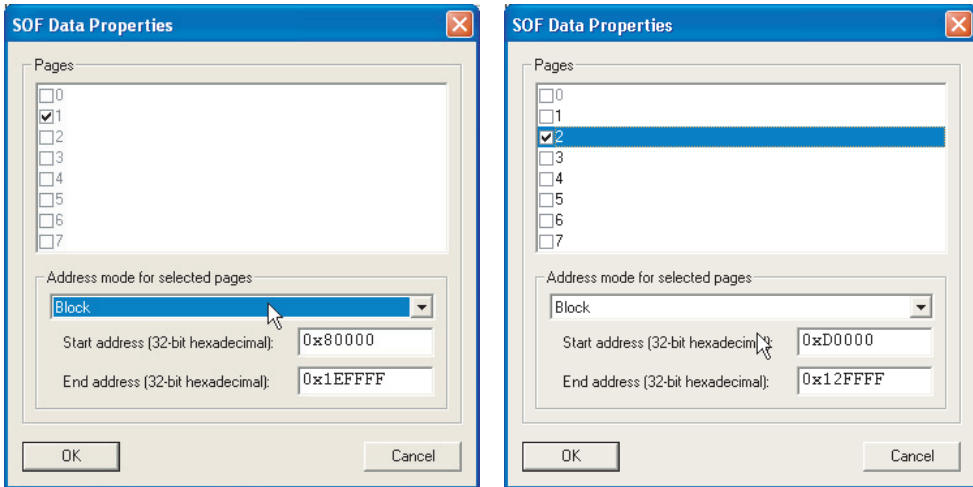 SOF Data Properties
Pages
0
1
2
3
4
5
6
7
Address mode for selected pages
Block
Start address (32-bit hexadecimal): 0x80000
End address (32-bit hexadecimal): 0x1EFFFF
OK Cancel
SOF Data Properties
Pages
0
1
2
3
4
5
6
7
Address mode for selected pages
Block
Start address (32-bit hexadecimal): 0xD0000
End address (32-bit hexadecimal): 0x12FFFF
OK Cancel